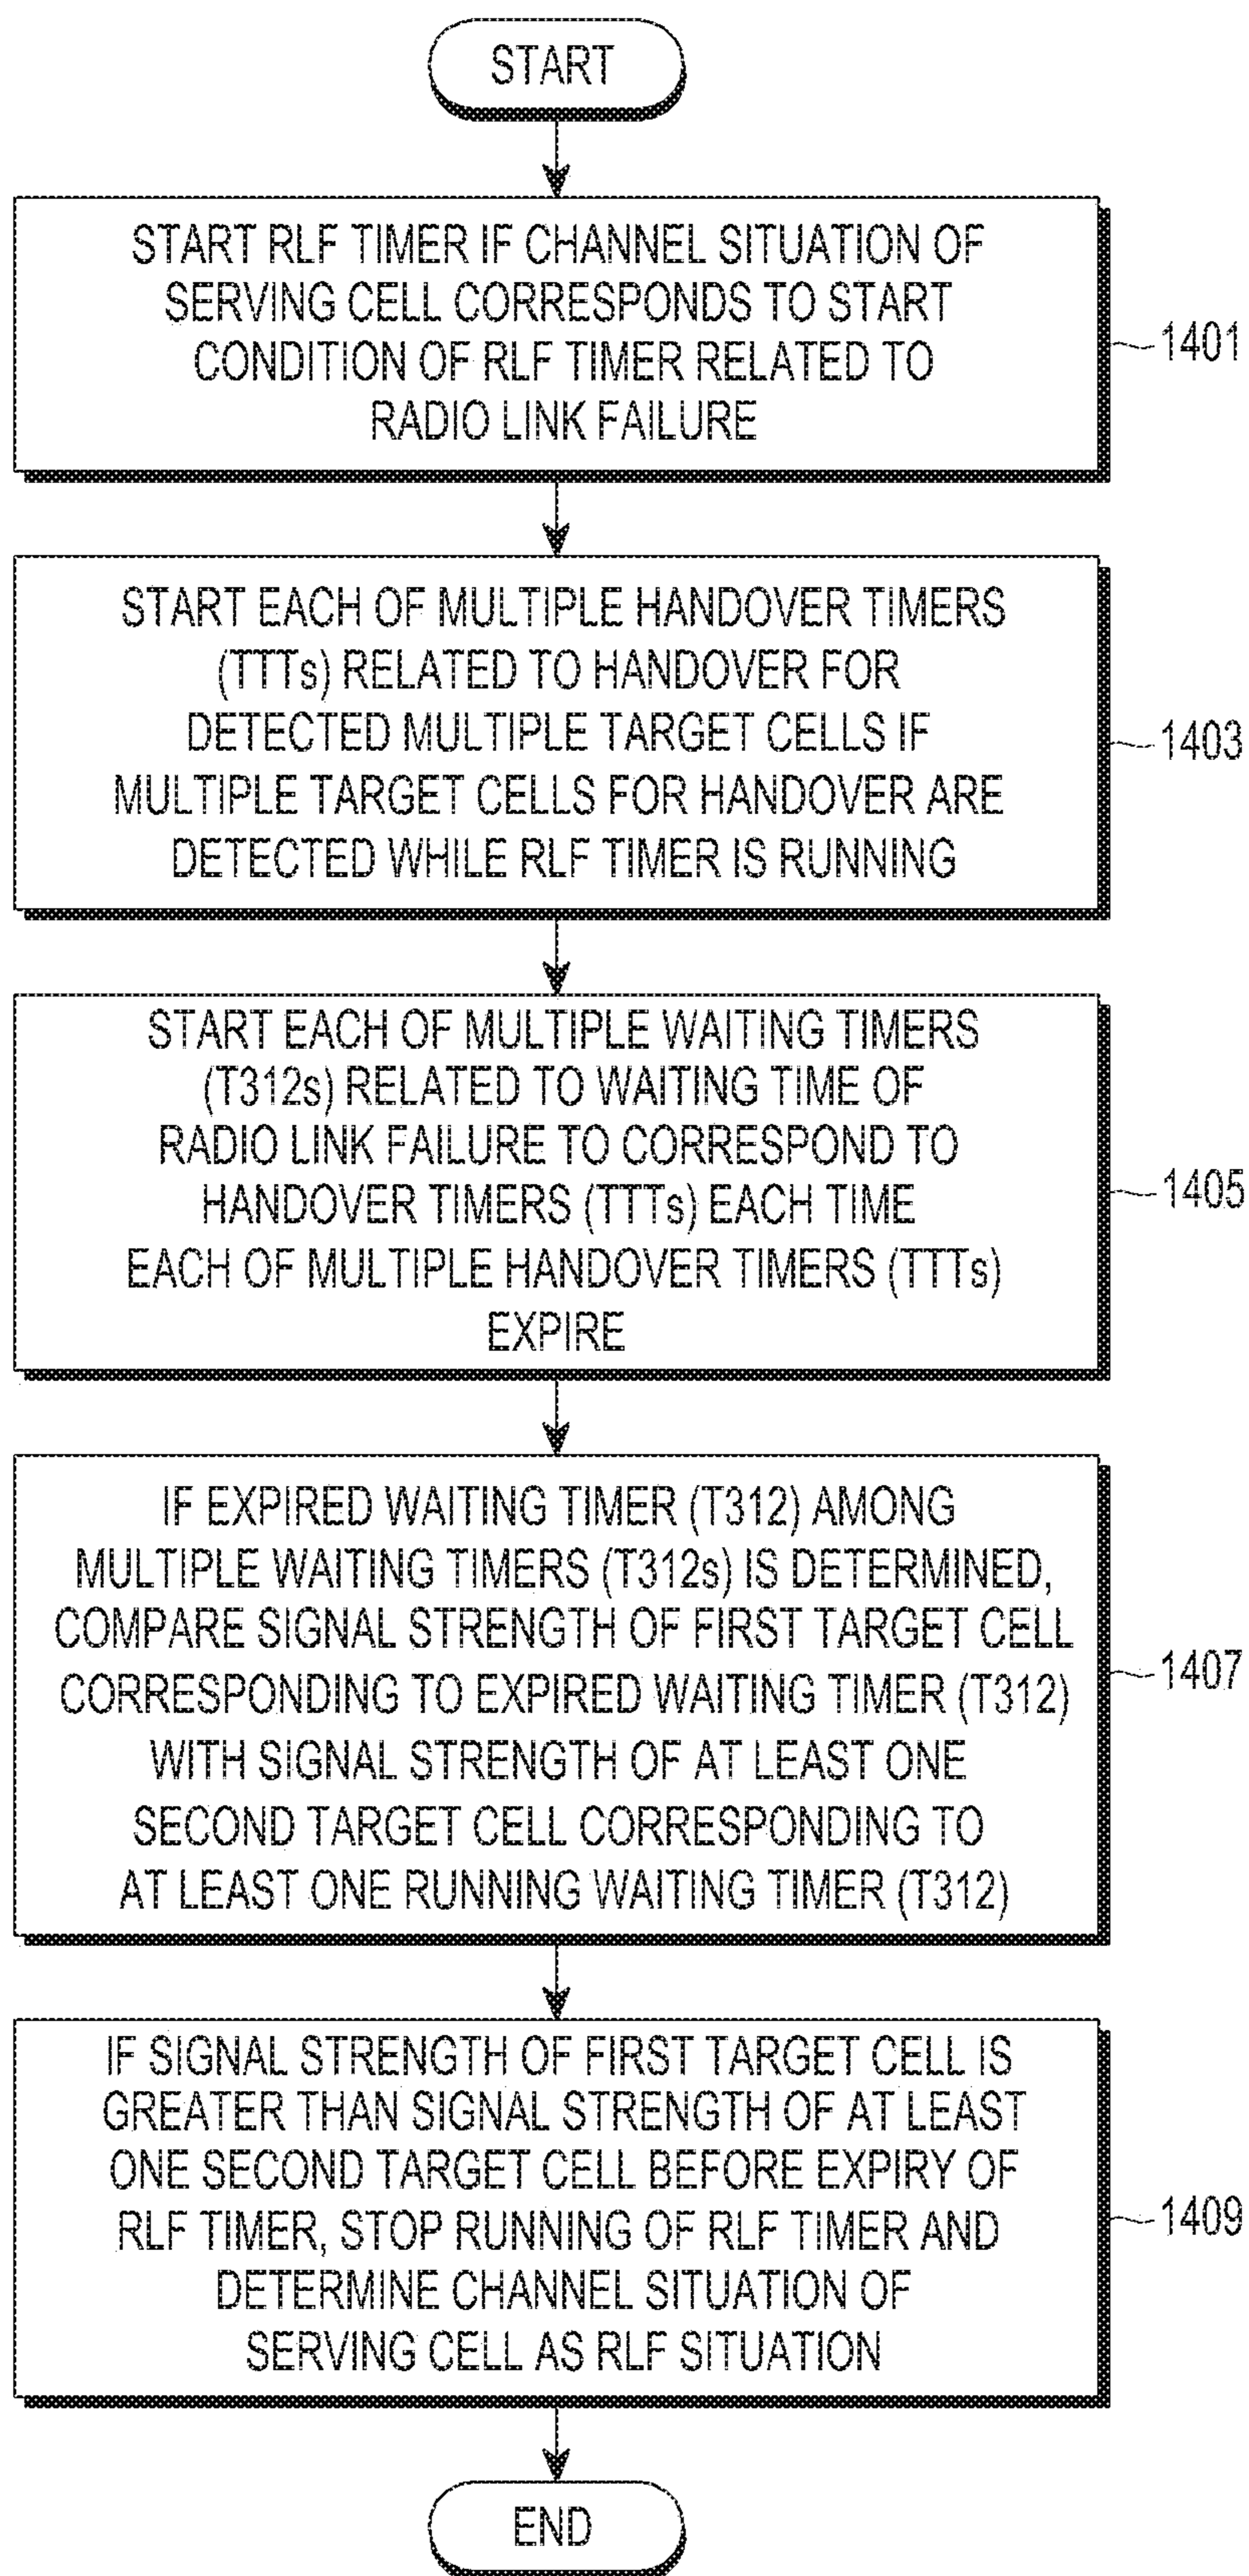 START
START RLF TIMER IF CHANNEL SITUATION OF
SERVING CELL CORRESPONDS TO START
CONDITION OF RLF TIMER RELATED TO
RADIO LINK FAILURE
1401
START EACH OF MULTIPLE HANDOVER TIMERS
(TTTs) RELATED TO HANDOVER FOR
DETECTED MULTIPLE TARGET CELLS IF
MULTIPLE TARGET CELLS FOR HANDOVER ARE
DETECTED WHILE RLF TIMER IS RUNNING
1403
START EACH OF MULTIPLE WAITING TIMERS
(T312s) RELATED TO WAITING TIME OF
RADIO LINK FAILURE TO CORRESPOND TO
HANDOVER TIMERS (TTTs) EACH TIME
EACH OF MULTIPLE HANDOVER TIMERS (TTTs)
EXPIRE
1405
IF EXPIRED WAITING TIMER (T312) AMONG
MULTIPLE WAITING TIMERS (T312s) IS DETERMINED,
COMPARE SIGNAL STRENGTH OF FIRST TARGET CELL
CORRESPONDING TO EXPIRED WAITING TIMER (T312)
WITH SIGNAL STRENGTH OF AT LEAST ONE
SECOND TARGET CELL CORRESPONDING TO
AT LEAST ONE RUNNING WAITING TIMER (T312)
1407
IF SIGNAL STRENGTH OF FIRST TARGET CELL IS
GREATER THAN SIGNAL STRENGTH OF AT LEAST
ONE SECOND TARGET CELL BEFORE EXPIRY OF
RLF TIMER, STOP RUNNING OF RLF TIMER AND
DETERMINE CHANNEL SITUATION OF
SERVING CELL AS RLF SITUATION
1409
END